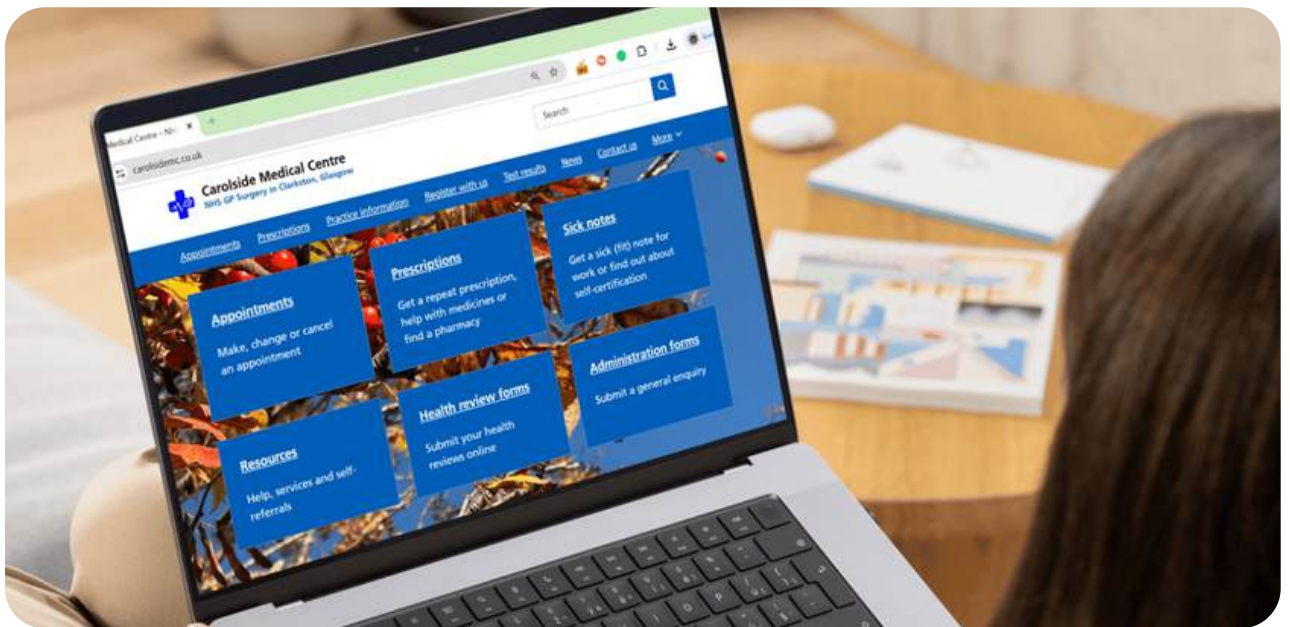 Medical Centre – NH
carolsidemc.co.uk
Carolside Medical Centre
NHS GP Surgery in Clarkston, Glasgow
Search
Appointments Prescriptions Practice information Register with us Test results News Contact us More
Appointments
Make, change or cancel
an appointment
Prescriptions
Get a repeat prescription,
help with medicines or
find a pharmacy
Sick notes
Get a sick (fit) note for
work or find out about
self-certification
Resources
Help, services and self-
referrals
Health review forms
Submit your health
reviews online
Administration forms
Submit a general enquiry